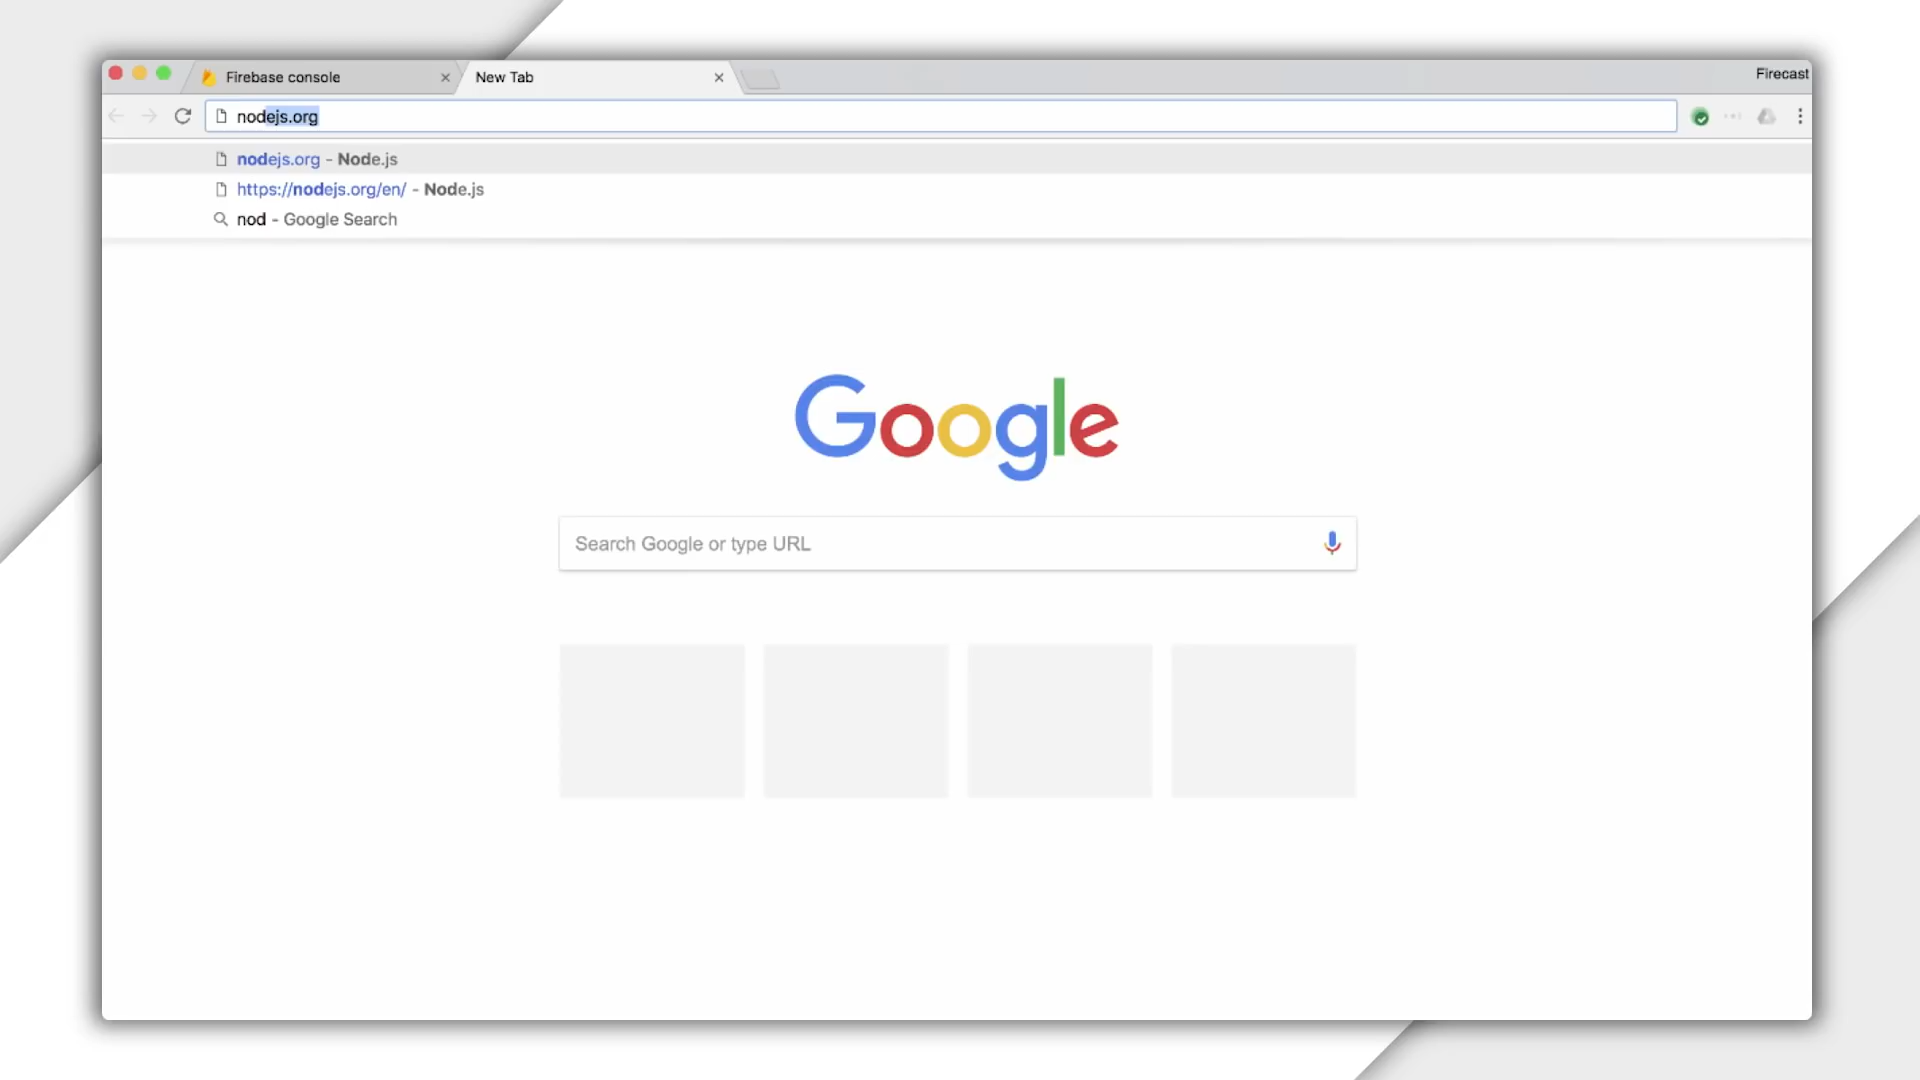 Firebase console
New Tab
Firecast
nodejs.org
nodejs.org - Node.js
https://nodejs.org/en/ - Node.js
nod - Google Search
Google
Search Google or type URL